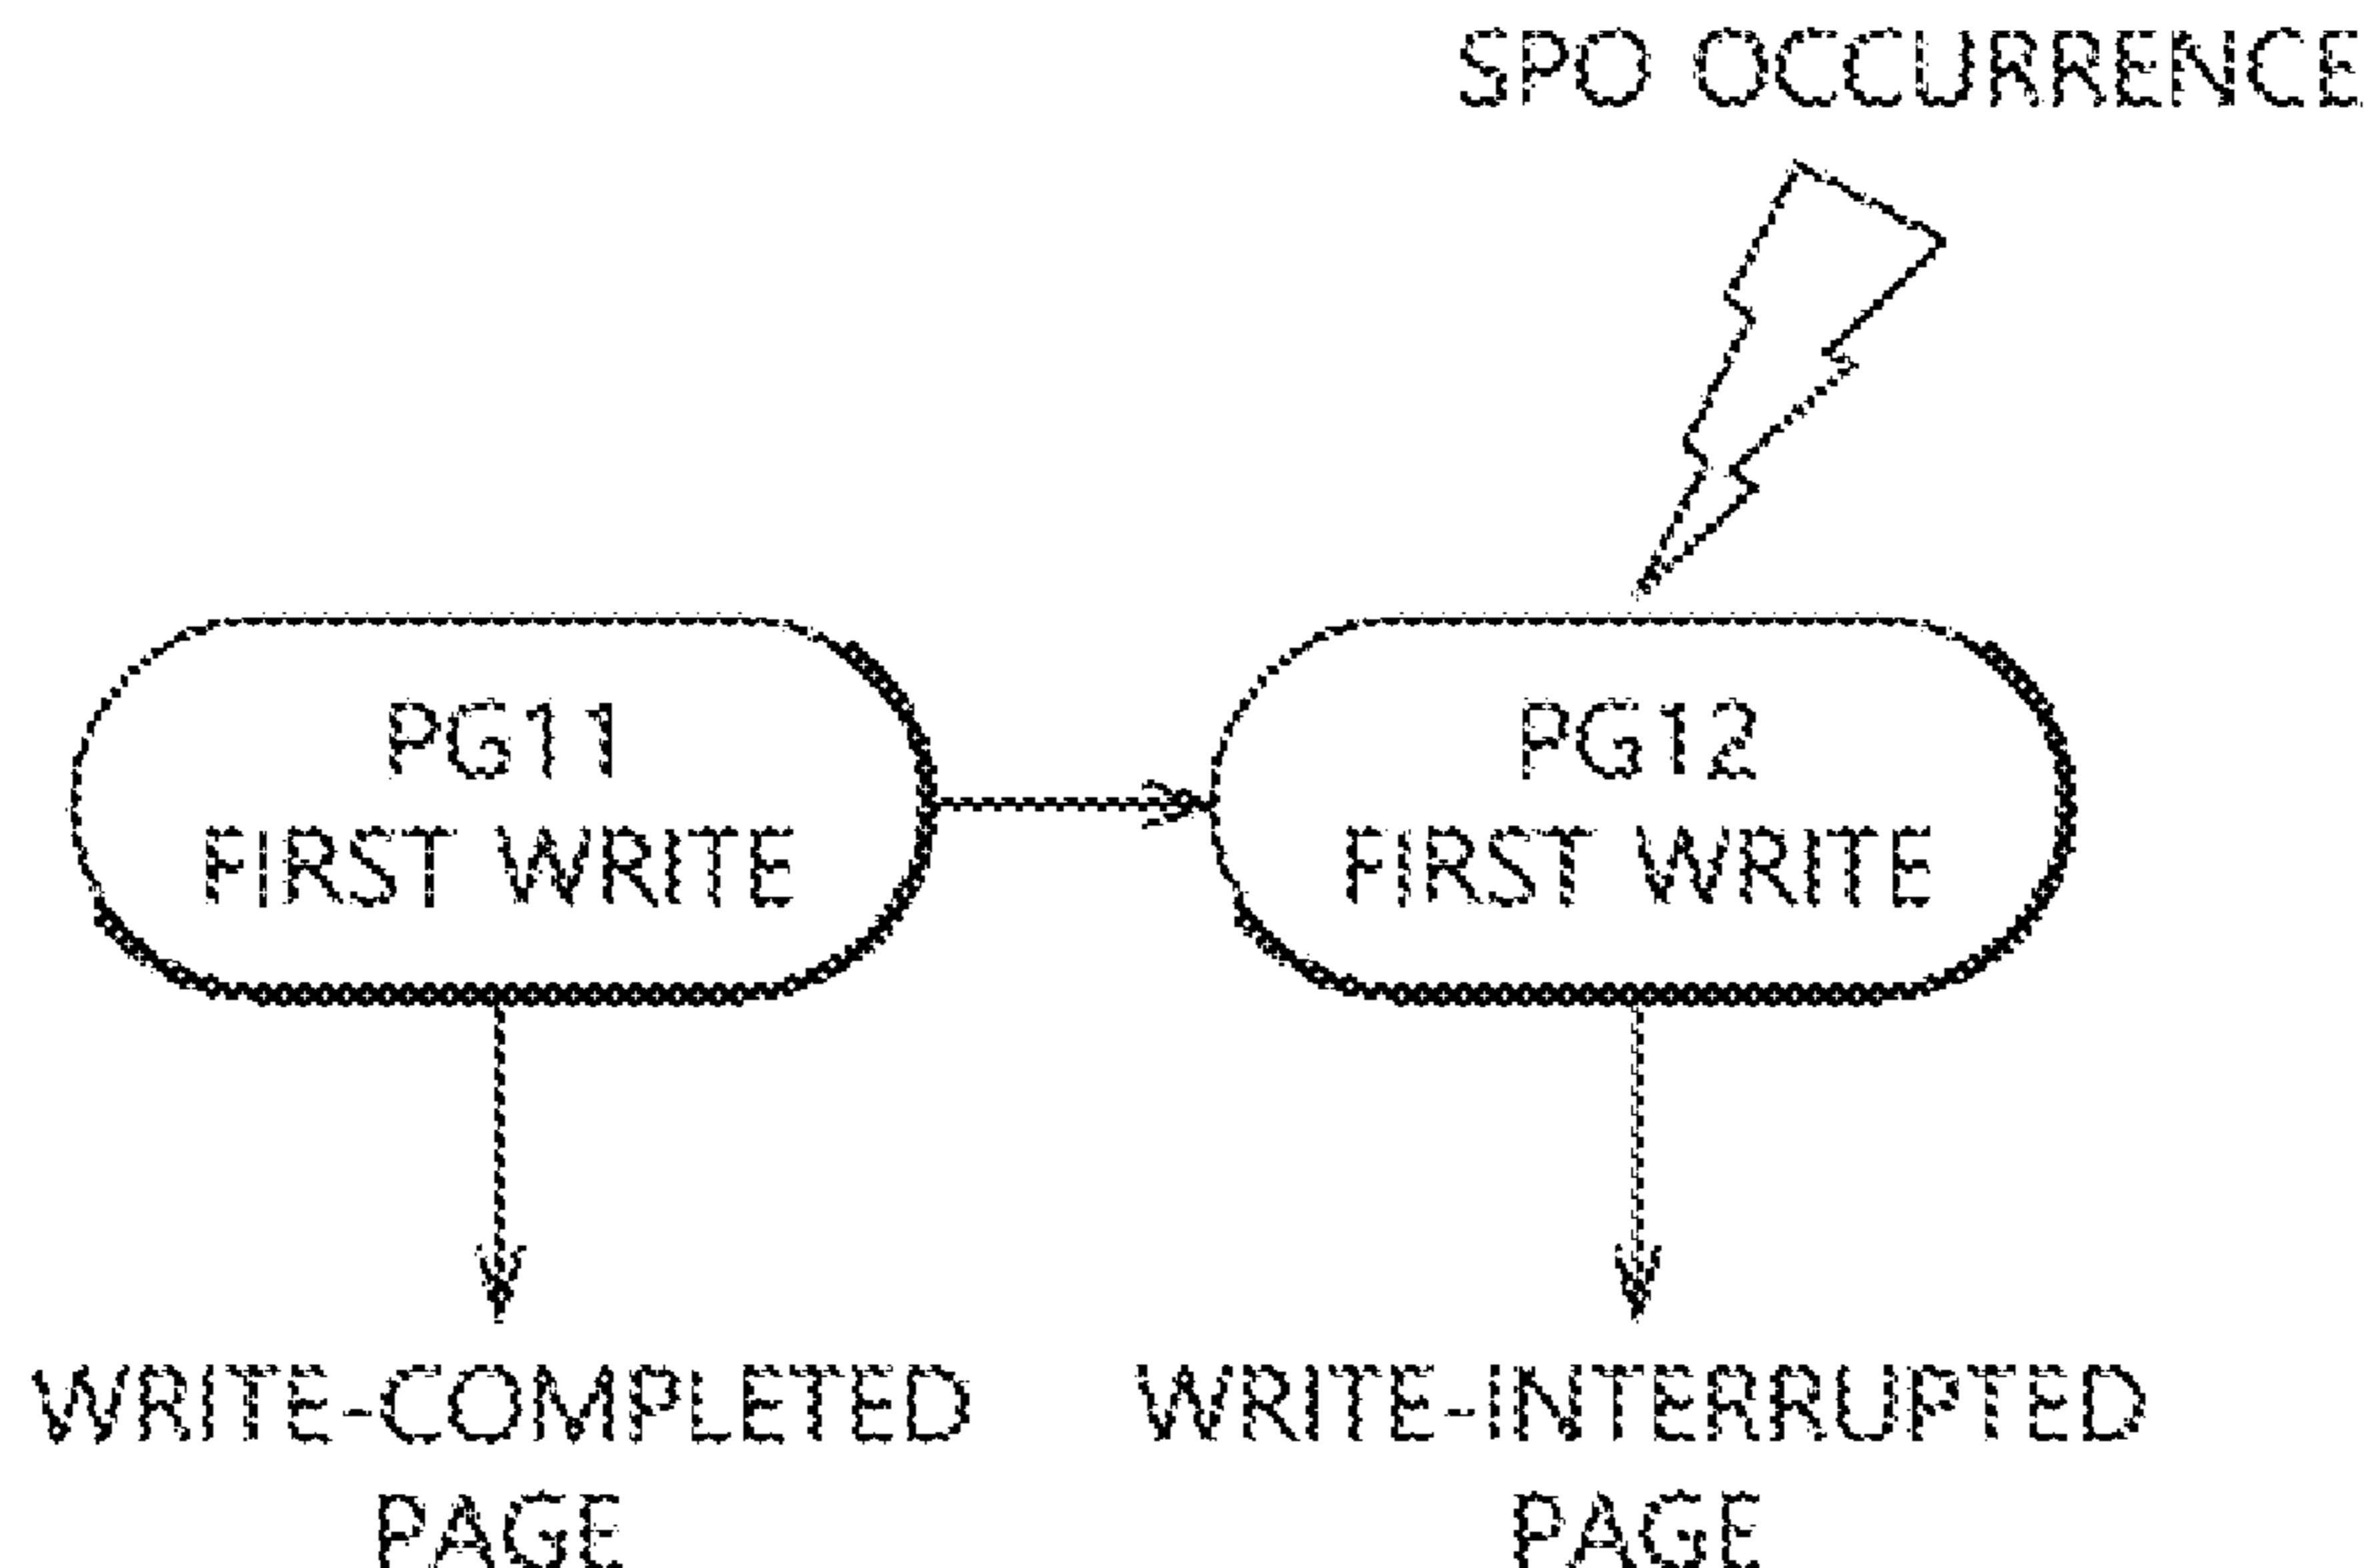 SPO OCCURRENCE
PG11
FIRST WRITE
PG12
FIRST WRITE
WRITE-COMPLETED
PAGE
WRITE-INTERRUPTED
PAGE